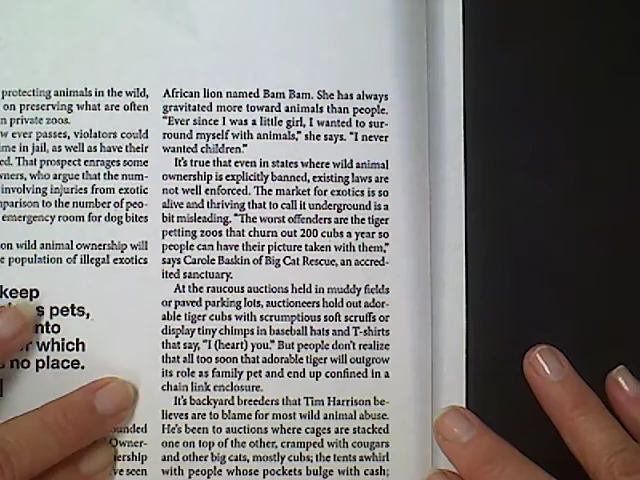 protecting animals in the wild,
on preserving what are often
n private zoos.
w ever passes, violators could
me in jail, as well as have their
ed. That prospect enrages some
wners, who argue that the num-
involving injuries from exotic
mparison to the number of peo-
emergency room for dog bites
on wild animal ownership will
e population of illegal exotics
keep
s pets,
nto
which
no place.
ounded
Owner-
ership
ve seen
African lion named Bam Bam. She has always
gravitated more toward animals than people.
"Ever since I was a little girl, I wanted to sur-
round myself with animals," she says. "I never
wanted children."
It's true that even in states where wild animal
ownership is explicitly banned, existing laws are
not well enforced. The market for exotics is so
alive and thriving that to call it underground is a
bit misleading. "The worst offenders are the tiger
petting zoos that churn out 200 cubs a year so
people can have their picture taken with them,"
says Carole Baskin of Big Cat Rescue, an accred-
ited sanctuary.
At the raucous auctions held in muddy fields
or paved parking lots, auctioneers hold out ador-
able tiger cubs with scrumptious soft scruffs or
display tiny chimps in baseball hats and T-shirts
that say, "I (heart) you." But people don't realize
that all too soon that adorable tiger will outgrow
its role as family pet and end up confined in a
chain link enclosure.
It's backyard breeders that Tim Harrison be-
lieves are to blame for most wild animal abuse.
He's been to auctions where cages are stacked
one on top of the other, cramped with cougars
and other big cats, mostly cubs; the tents awhirl
with people whose pockets bulge with cash;